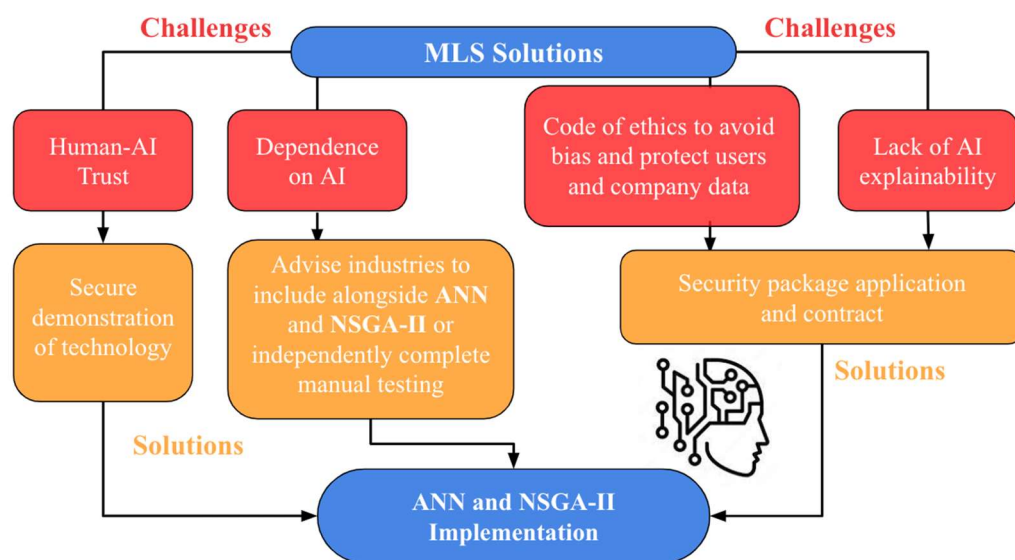 Challenges
MLS Solutions
Challenges
Human-AI
Trust
Dependence
on AI
Code of ethics to avoid
bias and protect users
and company data
Lack of AI
explainability
Secure
demonstration
of technology
Advise industries to
include alongside ANN
and NSGA-II or
independently complete
manual testing
Security package application
and contract
Solutions
Solutions
ANN and NSGA-II
Implementation